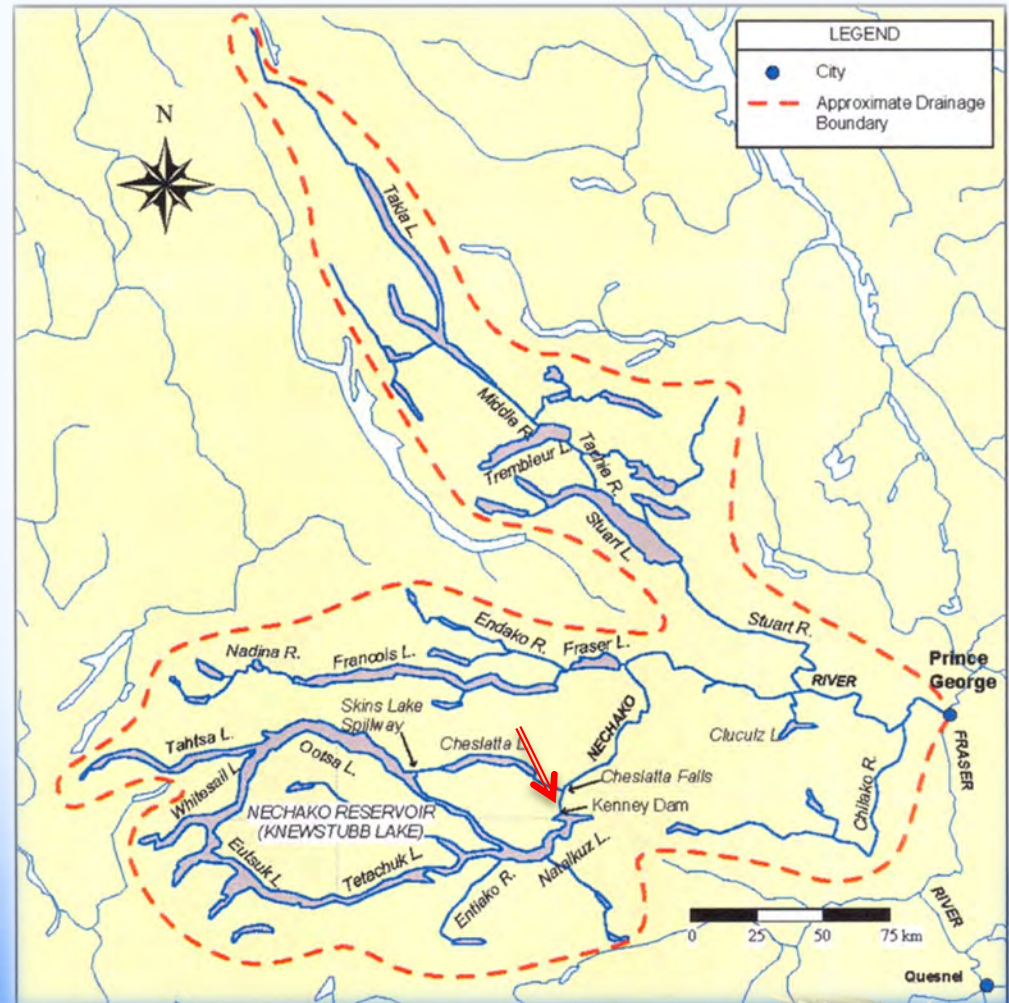 LEGEND
City
Approximate Drainage
Boundary
N
Takla L.
Middle R.
Trembleur L.
Tachie R.
Stuart L.
Stuart R.
Endako R.
Fraser L.
Nadina R.
Francois L.
Prince
George
RIVER
Skins Lake
Spillway
NECHAKO
Cluculz L.
FRASER
Tahtsa L.
Ootsa L.
Cheslatta L.
Cheslatta Falls
Whitesail L.
Kenney Dam
Chilako R.
NECHAKO RESERVOIR
(KNEWSTUBB LAKE)
Eutsuk L.
Tetachuk L.
Natalkuz L.
Entiako R.
RIVER
0 25 50 75 km
Quesnel